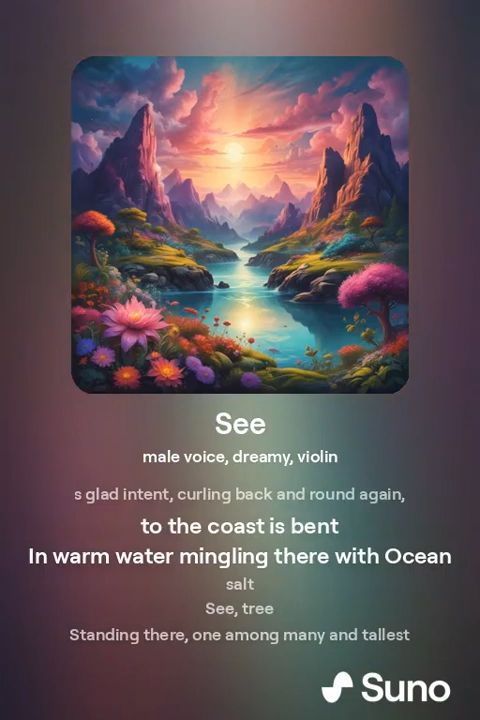 See
male voice, dreamy, violin
s glad intent, curling back and round again,
to the coast is bent
In warm water mingling there with Ocean
salt
See, tree
Standing there, one among many and tallest
Suno